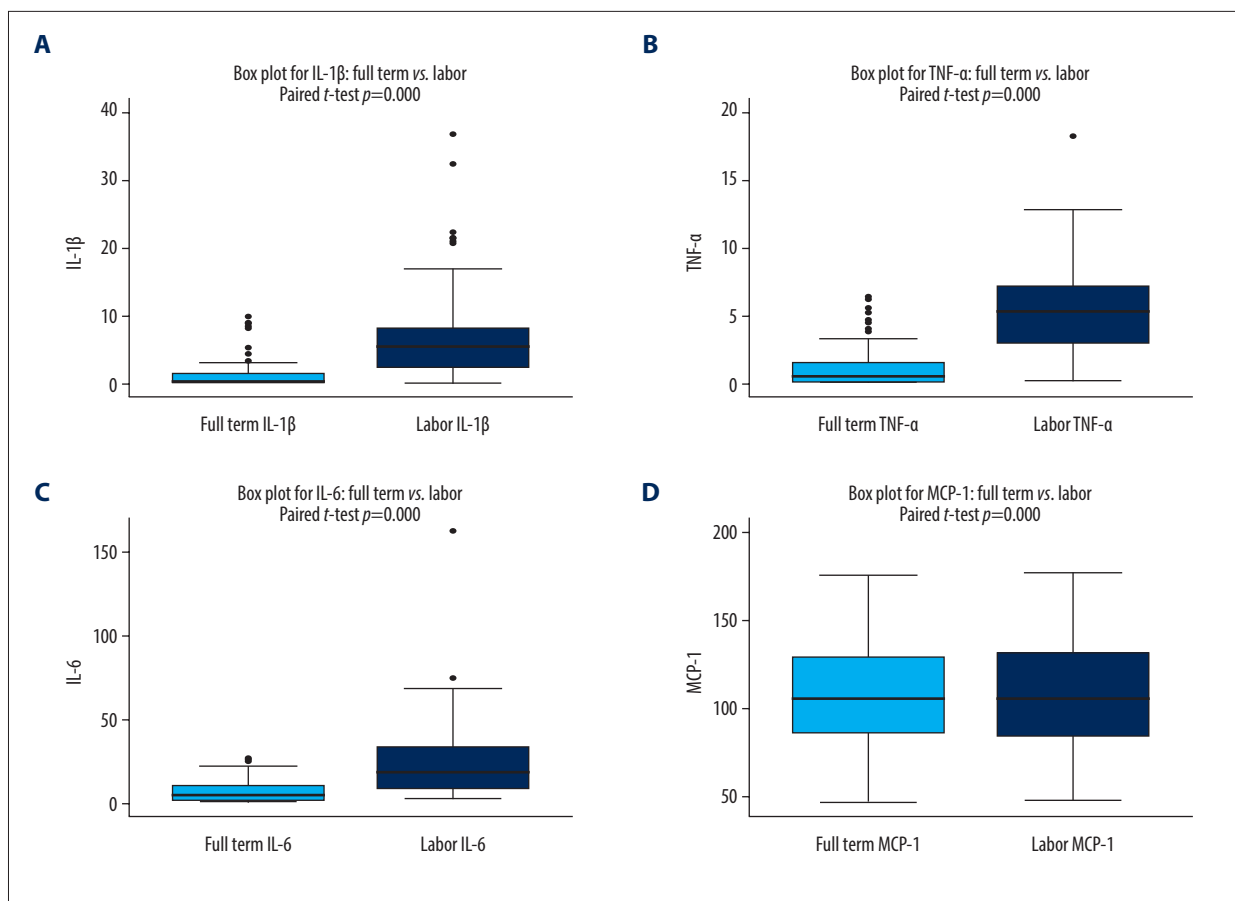 A
Box plot for IL-1β: full term vs. labor
Paired t-test p=0.000
40
30
20
10
0
IL-1β
Full term IL-1β
Labor IL-1β
B
Box plot for TNF-α: full term vs. labor
Paired t-test p=0.000
20
15
10
5
0
TNF-α
Full term TNF-α
Labor TNF-α
C
Box plot for IL-6: full term vs. labor
Paired t-test p=0.000
150
100
50
0
IL-6
Full term IL-6
Labor IL-6
D
Box plot for MCP-1: full term vs. labor
Paired t-test p=0.000
200
150
100
50
MCP-1
Full term MCP-1
Labor MCP-1